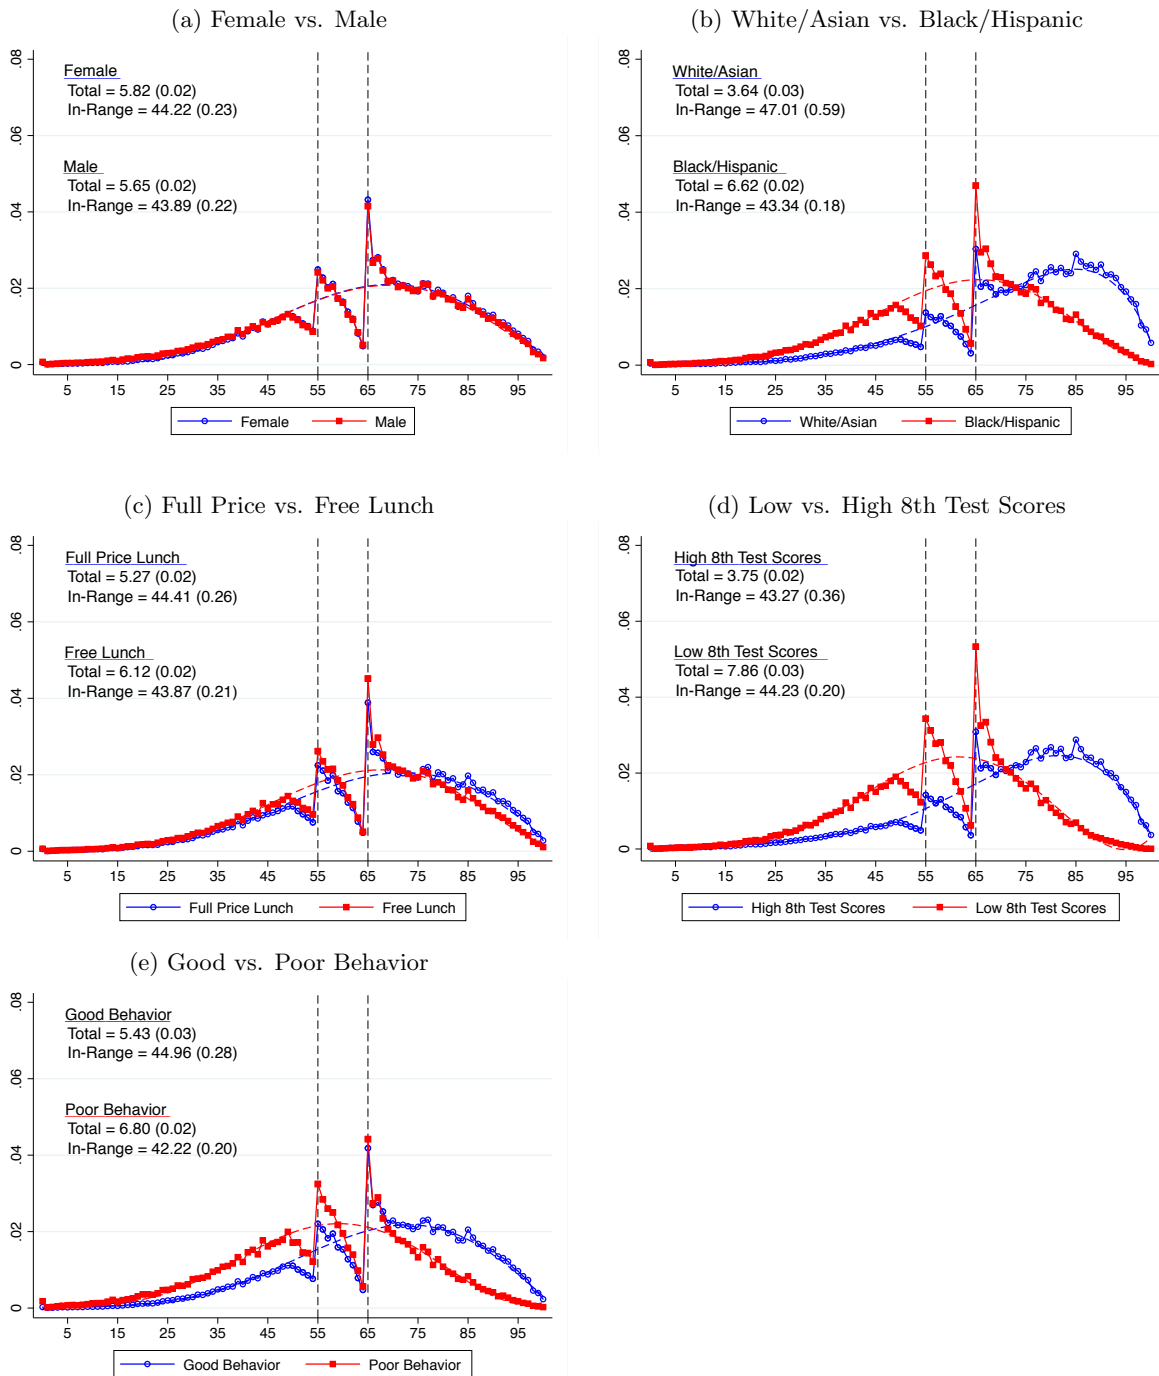 (a) Female vs. Male
.08
.06
.04
.02
0
Female
Total = 5.82 (0.02)
In-Range = 44.22 (0.23)
Male
Total = 5.65 (0.02)
In-Range = 43.89 (0.22)
5 15 25 35 45 55 65 75 85 95
Female Male
(b) White/Asian vs. Black/Hispanic
.08
.06
.04
.02
0
White/Asian
Total = 3.64 (0.03)
In-Range = 47.01 (0.59)
Black/Hispanic
Total = 6.62 (0.02)
In-Range = 43.34 (0.18)
5 15 25 35 45 55 65 75 85 95
White/Asian Black/Hispanic
(c) Full Price vs. Free Lunch
.08
.06
.04
.02
0
Full Price Lunch
Total = 5.27 (0.02)
In-Range = 44.41 (0.26)
Free Lunch
Total = 6.12 (0.02)
In-Range = 43.87 (0.21)
5 15 25 35 45 55 65 75 85 95
Full Price Lunch Free Lunch
(d) Low vs. High 8th Test Scores
.08
.06
.04
.02
0
High 8th Test Scores
Total = 3.75 (0.02)
In-Range = 43.27 (0.36)
Low 8th Test Scores
Total = 7.86 (0.03)
In-Range = 44.23 (0.20)
5 15 25 35 45 55 65 75 85 95
High 8th Test Scores Low 8th Test Scores
(e) Good vs. Poor Behavior
.08
.06
.04
.02
0
Good Behavior
Total = 5.43 (0.03)
In-Range = 44.96 (0.28)
Poor Behavior
Total = 6.80 (0.02)
In-Range = 42.22 (0.20)
5 15 25 35 45 55 65 75 85 95
Good Behavior Poor Behavior